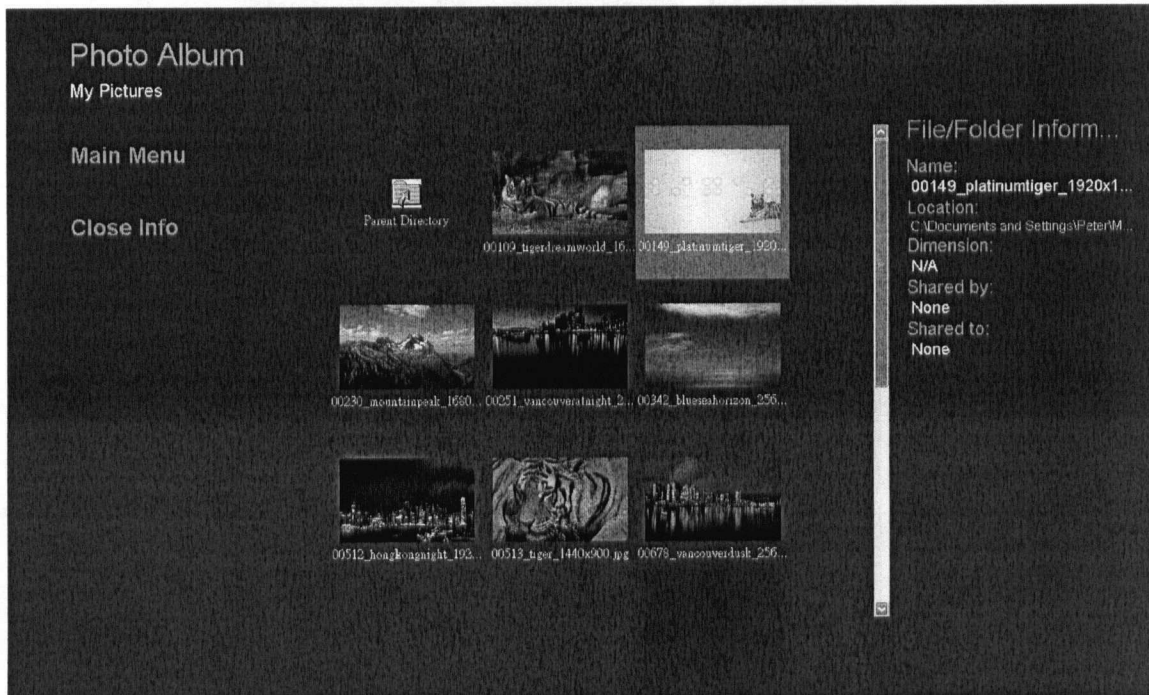 Photo Album
My Pictures
Main Menu
Close Info
Parent Directory
00109_tigerdreamworld_16...
00149_platinumtiger_1920...
00230_mountainpeak_1680...
00251_vancouveratnight_2...
00342_blueseahorizon_256...
00512_hongkongnight_192...
00513_tiger_1440x900.jpg
00678_vancouverdusk_256...
File/Folder Inform...
Name:
00149_platinumtiger_1920x1...
Location:
C:\Documents and Settings\Peter\M...
Dimension:
N/A
Shared by:
None
Shared to:
None